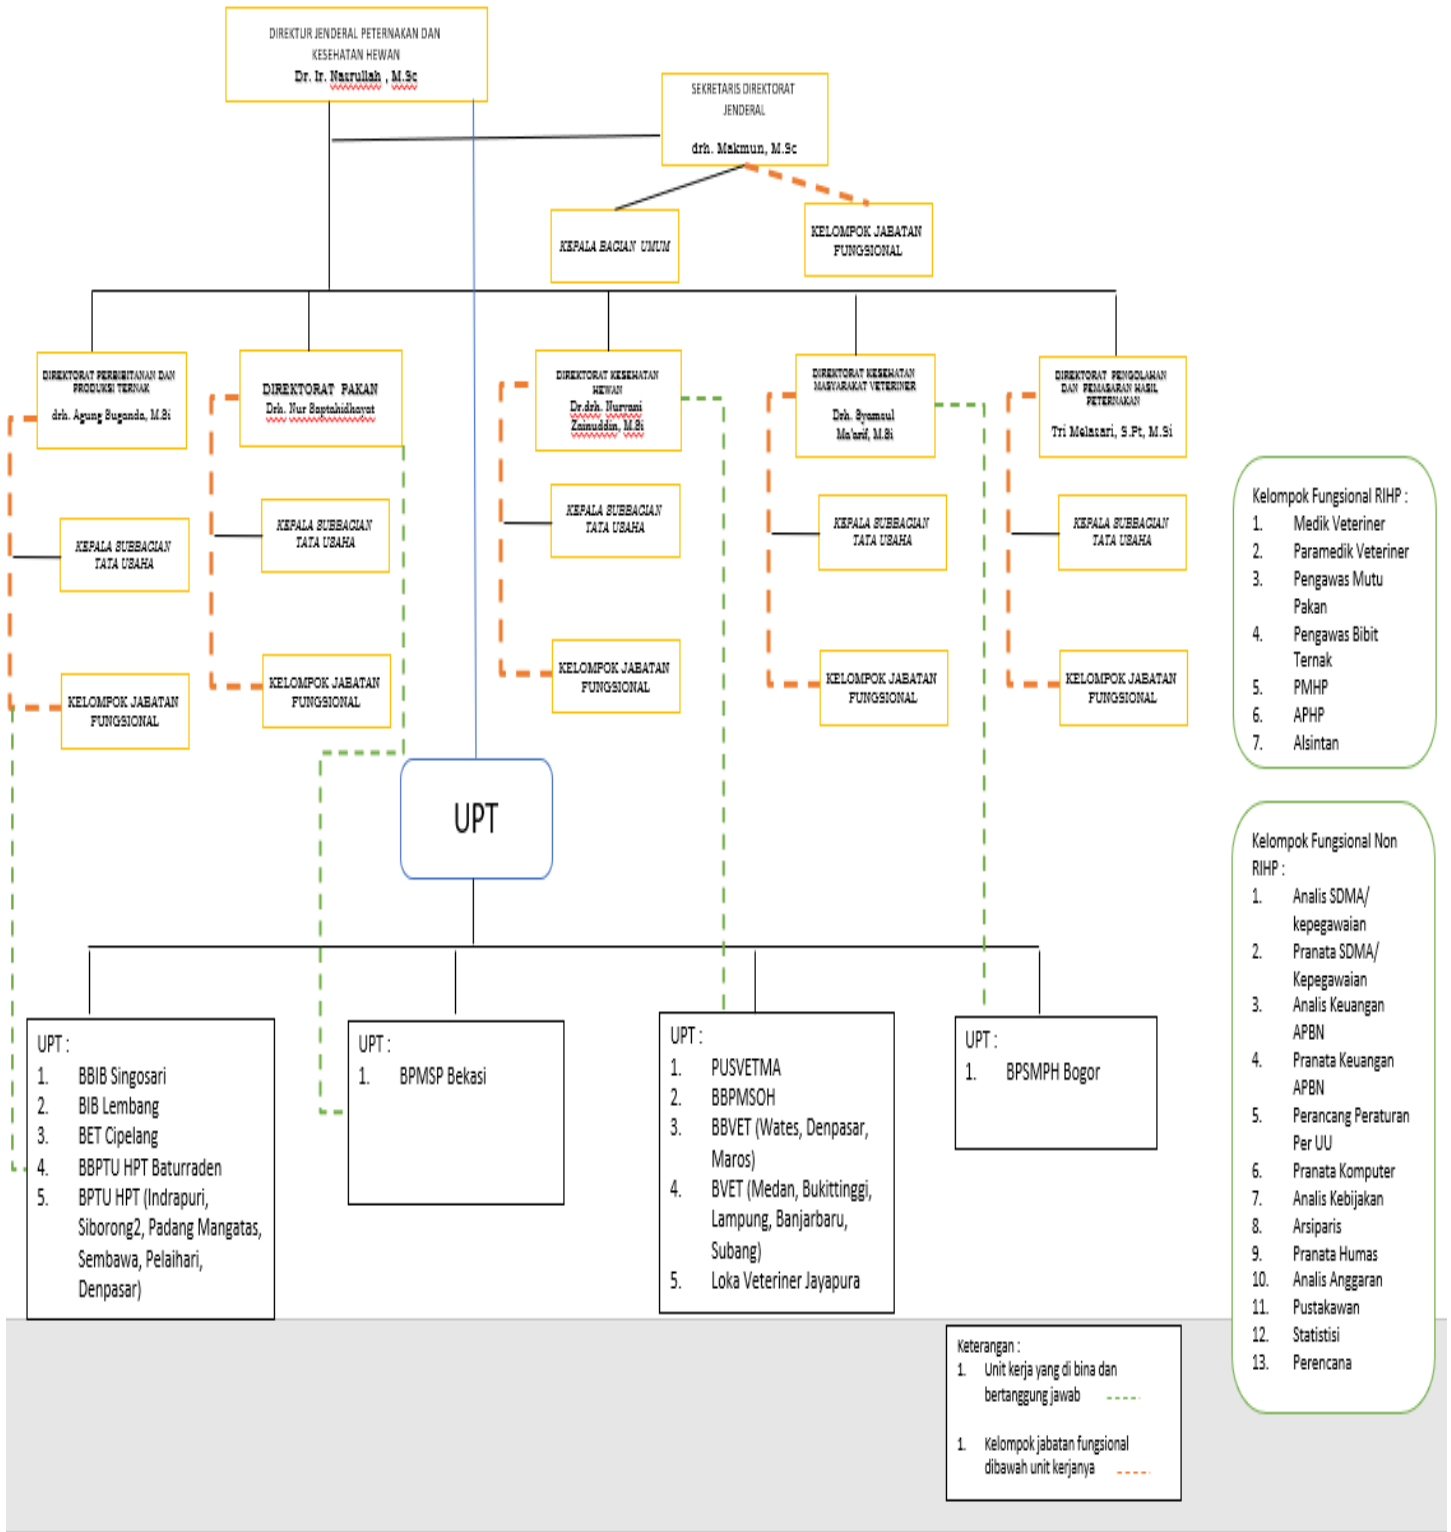 DIREKTUR JENDERAL PETERNAKAN DAN
KESEHATAN HEWAN
Dr. Ir. Nasrullah , M.Sc
SEKRETARIS DIREKTORAT
JENDERAL
drh. Makmun, M.Sc
KEPALA BAGIAN UMUM
KELOMPOK JABATAN
FUNGSIONAL
DIREKTORAT PERBIBITANAN DAN
PRODUKSI TERNAK
drh. Agung Suganda, M.Si
DIREKTORAT PAKAN
Drh. Nur Saptahidhayat
DIREKTORAT KESEHATAN
HEWAN
Dr.drh. Nuryani
Zainuddin, M.Si
DIREKTORAT KESEHATAN
MASYARAKAT VETERINER
Drh. Syamsul
Ma'arif, M.Si
DIREKTORAT PENGOLAHAN
DAN PEMASARAN HASIL
PETERNAKAN
Tri Melasari, S.Pt, M.Si
KEPALA SUBBAGIAN
TATA USAHA
KEPALA SUBBAGIAN
TATA USAHA
KEPALA SUBBAGIAN
TATA USAHA
KEPALA SUBBAGIAN
TATA USAHA
KEPALA SUBBAGIAN
TATA USAHA
KELOMPOK JABATAN
FUNGSIONAL
KELOMPOK JABATAN
FUNGSIONAL
KELOMPOK JABATAN
FUNGSIONAL
KELOMPOK JABATAN
FUNGSIONAL
KELOMPOK JABATAN
FUNGSIONAL
UPT
UPT :
1. BBIB Singosari
2. BIB Lembang
3. BET Cipelang
4. BBPTU HPT Baturraden
5. BPTU HPT (Indrapuri,
Siborong2, Padang Mangatas,
Sembawa, Pelaihari,
Denpasar)
UPT :
1. BPMSP Bekasi
UPT :
1. PUSVETMA
2. BBPMSOH
3. BBVET (Wates, Denpasar,
Maros)
4. BVET (Medan, Bukittinggi,
Lampung, Banjarbaru,
Subang)
5. Loka Veteriner Jayapura
UPT :
1. BPSMPH Bogor
Kelompok Fungsional RIHP :
1. Medik Veteriner
2. Paramedik Veteriner
3. Pengawas Mutu
Pakan
4. Pengawas Bibit
Ternak
5. PMHP
6. APHP
7. Alsintan
Kelompok Fungsional Non
RIHP :
1. Analis SDMA/
kepegawaian
2. Pranata SDMA/
Kepegawaian
3. Analis Keuangan
APBN
4. Pranata Keuangan
APBN
5. Perancang Peraturan
Per UU
6. Pranata Komputer
7. Analis Kebijakan
8. Arsiparis
9. Pranata Humas
10. Analis Anggaran
11. Pustakawan
12. Statistisi
13. Perencana
Keterangan :
1. Unit kerja yang di bina dan
bertanggung jawab
1. Kelompok jabatan fungsional
dibawah unit kerjanya